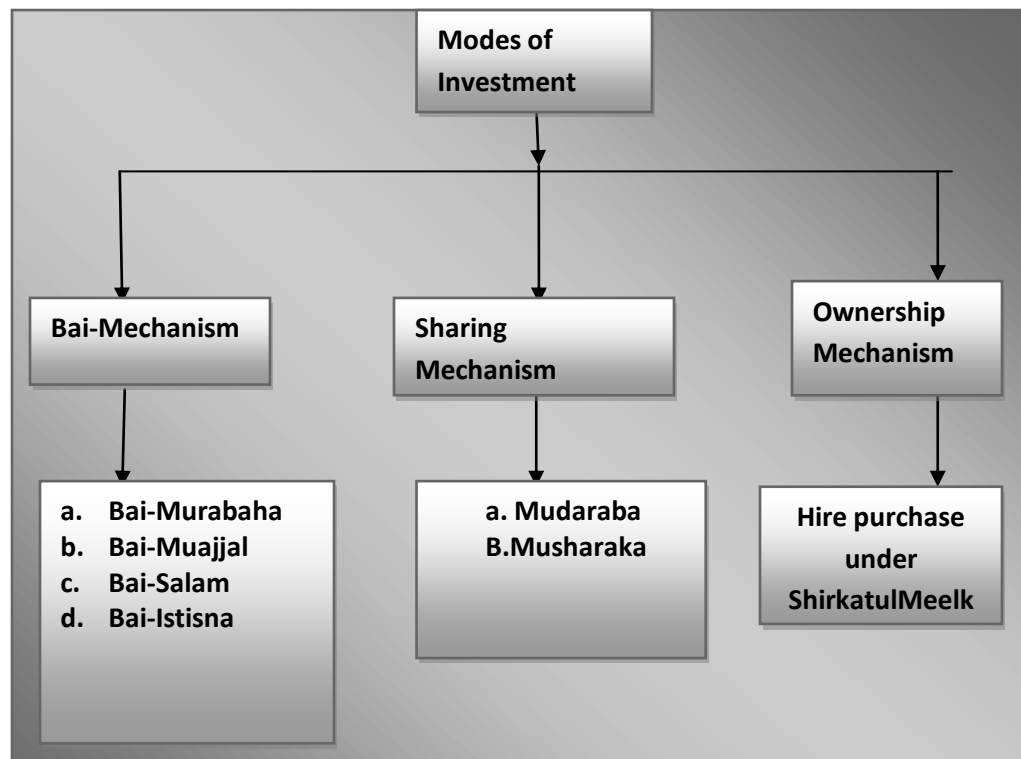 Modes of
Investment
Bai-Mechanism
Sharing
Mechanism
Ownership
Mechanism
a. Bai-Murabaha
b. Bai-Muajjal
c. Bai-Salam
d. Bai-Istisna
a. Mudaraba
B.Musharaka
Hire purchase
under
ShirkatulMeelk